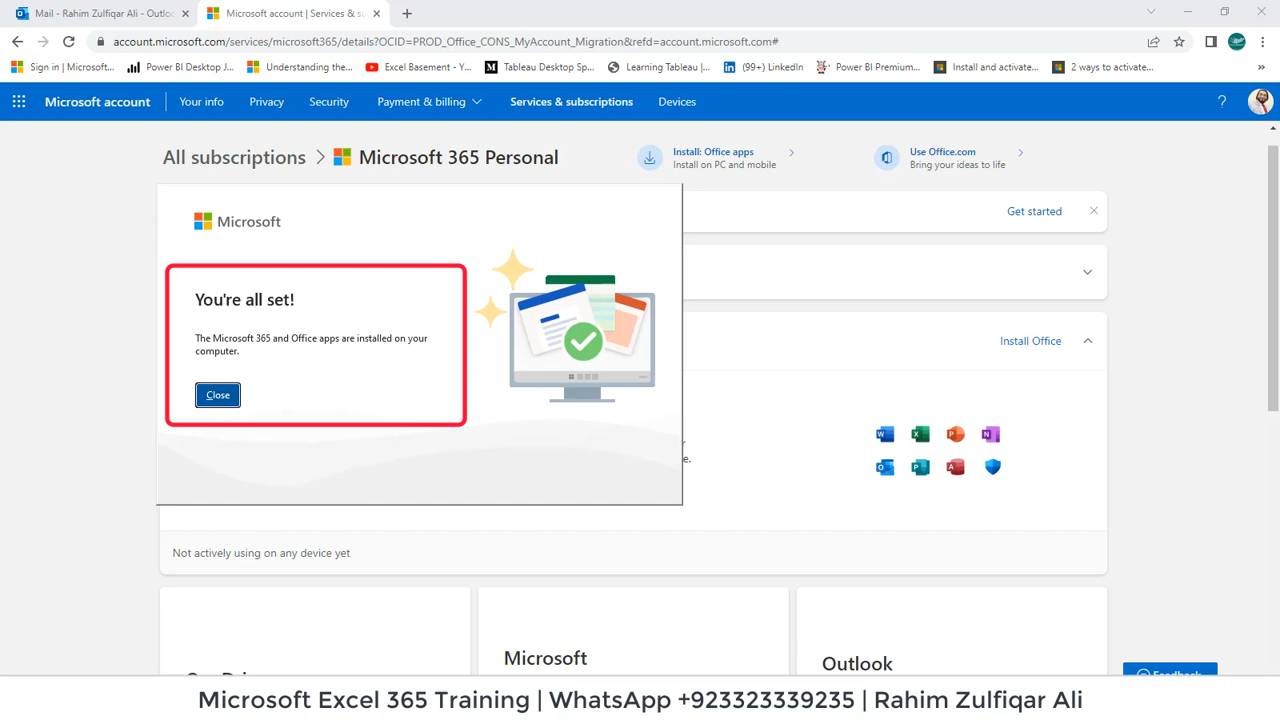 Mail - Rahim Zulfiqar Ali - Outloo
Microsoft account | Services & su
account.microsoft.com/services/microsoft365/details?OCID=PROD_Office_CONS_MyAccount_Migration&refd=account.microsoft.com#
Sign in | Microsoft...
Power BI Desktop J...
Understanding the...
Excel Basement - Y...
Tableau Desktop Sp...
Learning Tableau |...
(99+) LinkedIn
Power BI Premium...
Install and activate...
2 ways to activate...
Microsoft account
Your info
Privacy
Security
Payment & billing
Services & subscriptions
Devices
?
All subscriptions > Microsoft 365 Personal
Install: Office apps
Install on PC and mobile
Use Office.com
Bring your ideas to life
Get started
Microsoft
You're all set!
The Microsoft 365 and Office apps are installed on your
computer.
Close
Install Office
e.
Not actively using on any device yet
Microsoft
Outlook
Feedback
Microsoft Excel 365 Training | WhatsApp +923323339235 | Rahim Zulfiqar Ali